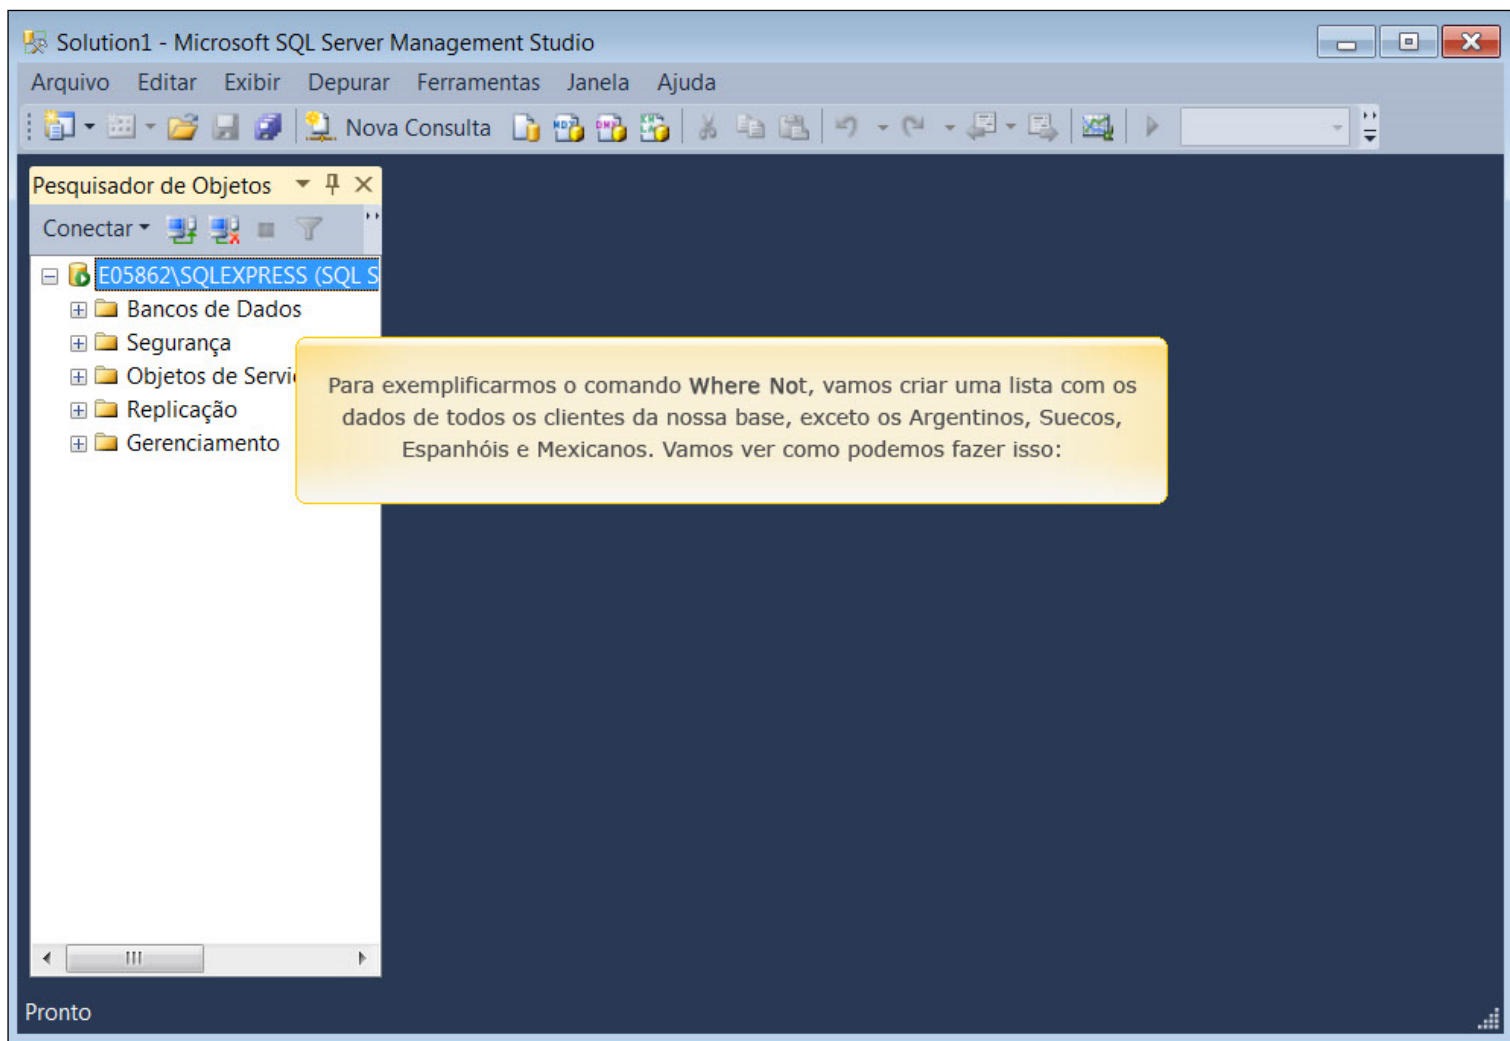 Solution1 - Microsoft SQL Server Management Studio
Arquivo Editar Exibir Depurar Ferramentas Janela Ajuda
Nova Consulta
Pesquisador de Objetos
Conectar
E05862\SQLEXPRESS (SQL S
Bancos de Dados
Segurança
Objetos de Servi
Replicação
Gerenciamento
Para exemplificarmos o comando Where Not, vamos criar uma lista com os
dados de todos os clientes da nossa base, exceto os Argentinos, Suecos,
Espanhóis e Mexicanos. Vamos ver como podemos fazer isso:
Pronto